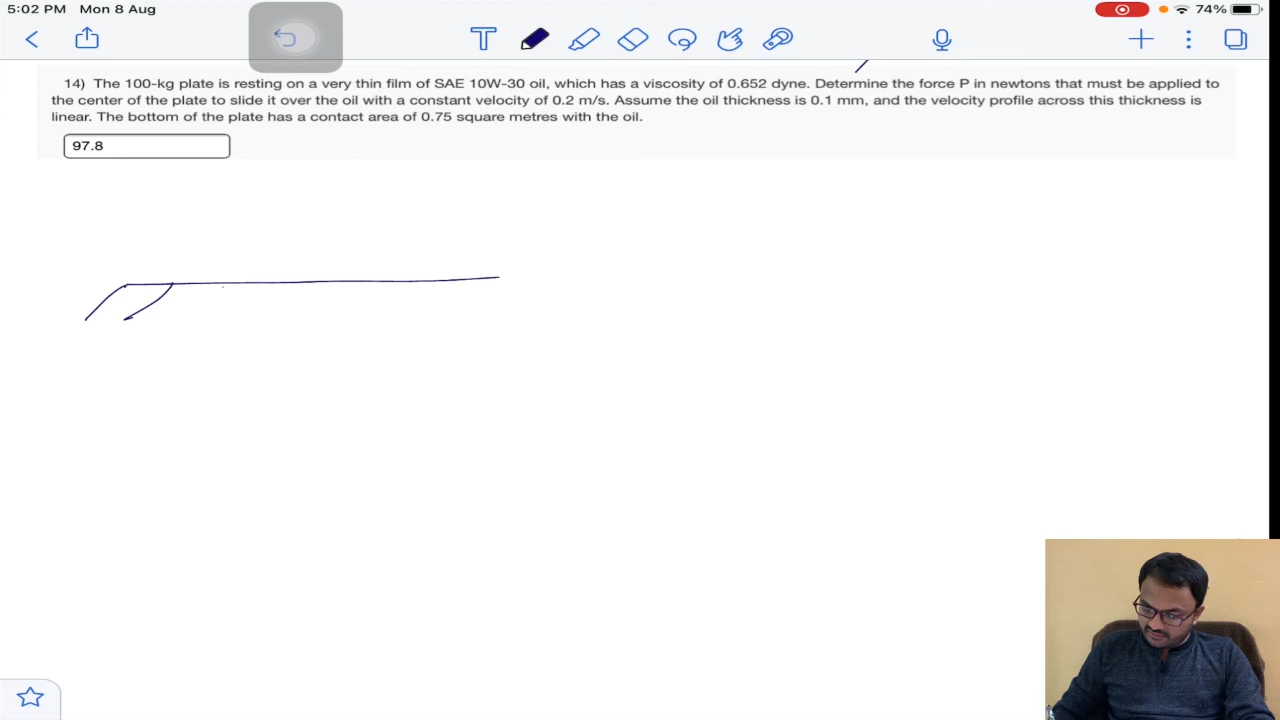 5:02 PM Mon 8 Aug
74%
T
14) The 100-kg plate is resting on a very thin film of SAE 10W-30 oil, which has a viscosity of 0.652 dyne. Determine the force P in newtons that must be applied to
the center of the plate to slide it over the oil with a constant velocity of 0.2 m/s. Assume the oil thickness is 0.1 mm, and the velocity profile across this thickness is
linear. The bottom of the plate has a contact area of 0.75 square metres with the oil.
97.8